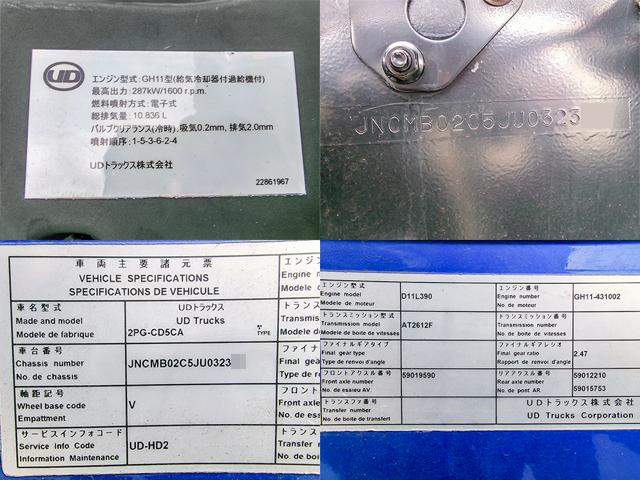 UD
エンジン型式:GH11型(給気冷却器付過給機付)
最高出力:287kW/1600 r.p.m.
燃料噴射方式:電子式
総排気量:10.836 L
バルブクリアランス(冷時):吸気0.2mm, 排気2.0mm
噴射順序:1-5-3-6-2-4
UDトラックス株式会社
22861967
JNCMB02C5JU0323
車両主要諸元票
VEHICLE SPECIFICATIONS
SPECIFICATIONS DE VEHICULE
車名型式
Made and model
Modele de fabrique
UDトラックス
UD Trucks
2PG-CD5CA
TYPE
車台番号
Chassis number
No. de chassis
JNCMB02C5JU0323
軸距記号
Wheel base code
Empattment
V
サービスインフォコード
Service Info Code
Information Maintenance
UD-HD2
エンジン
Engine m
Modele d
トランス
Transmis
Modele d
ファイナ
Final gea
Type de r
フロント
Front axle
No. de es
トランス
Transfer n
No. de bo
エンジン型式
Engine model
No. de moteur
D11L390
エンジン番号
Engine number
No de moteur
GH11-431002
トランスミッション型式
Transmission model
No. de boite de vitesses
AT2612F
トランスミッション番号
Transmission number
No. de boite de vitesses
ファイナルギアタイプ
Final gear type
Type de renvoi d'angle
ファイナルギアレシオ
Final gear ratio
Rapport de renvoi d'angle
2.47
フロントアクスル番号
Front axle number
No. de essieu AV.
59019590
リアアクスル番号
Rear axle number
No. de pont AR.
59012210
59015753
トランスファ番号
Transfer number
No. de boite de transfert
UDトラックス株式会社
UD Trucks Corporation